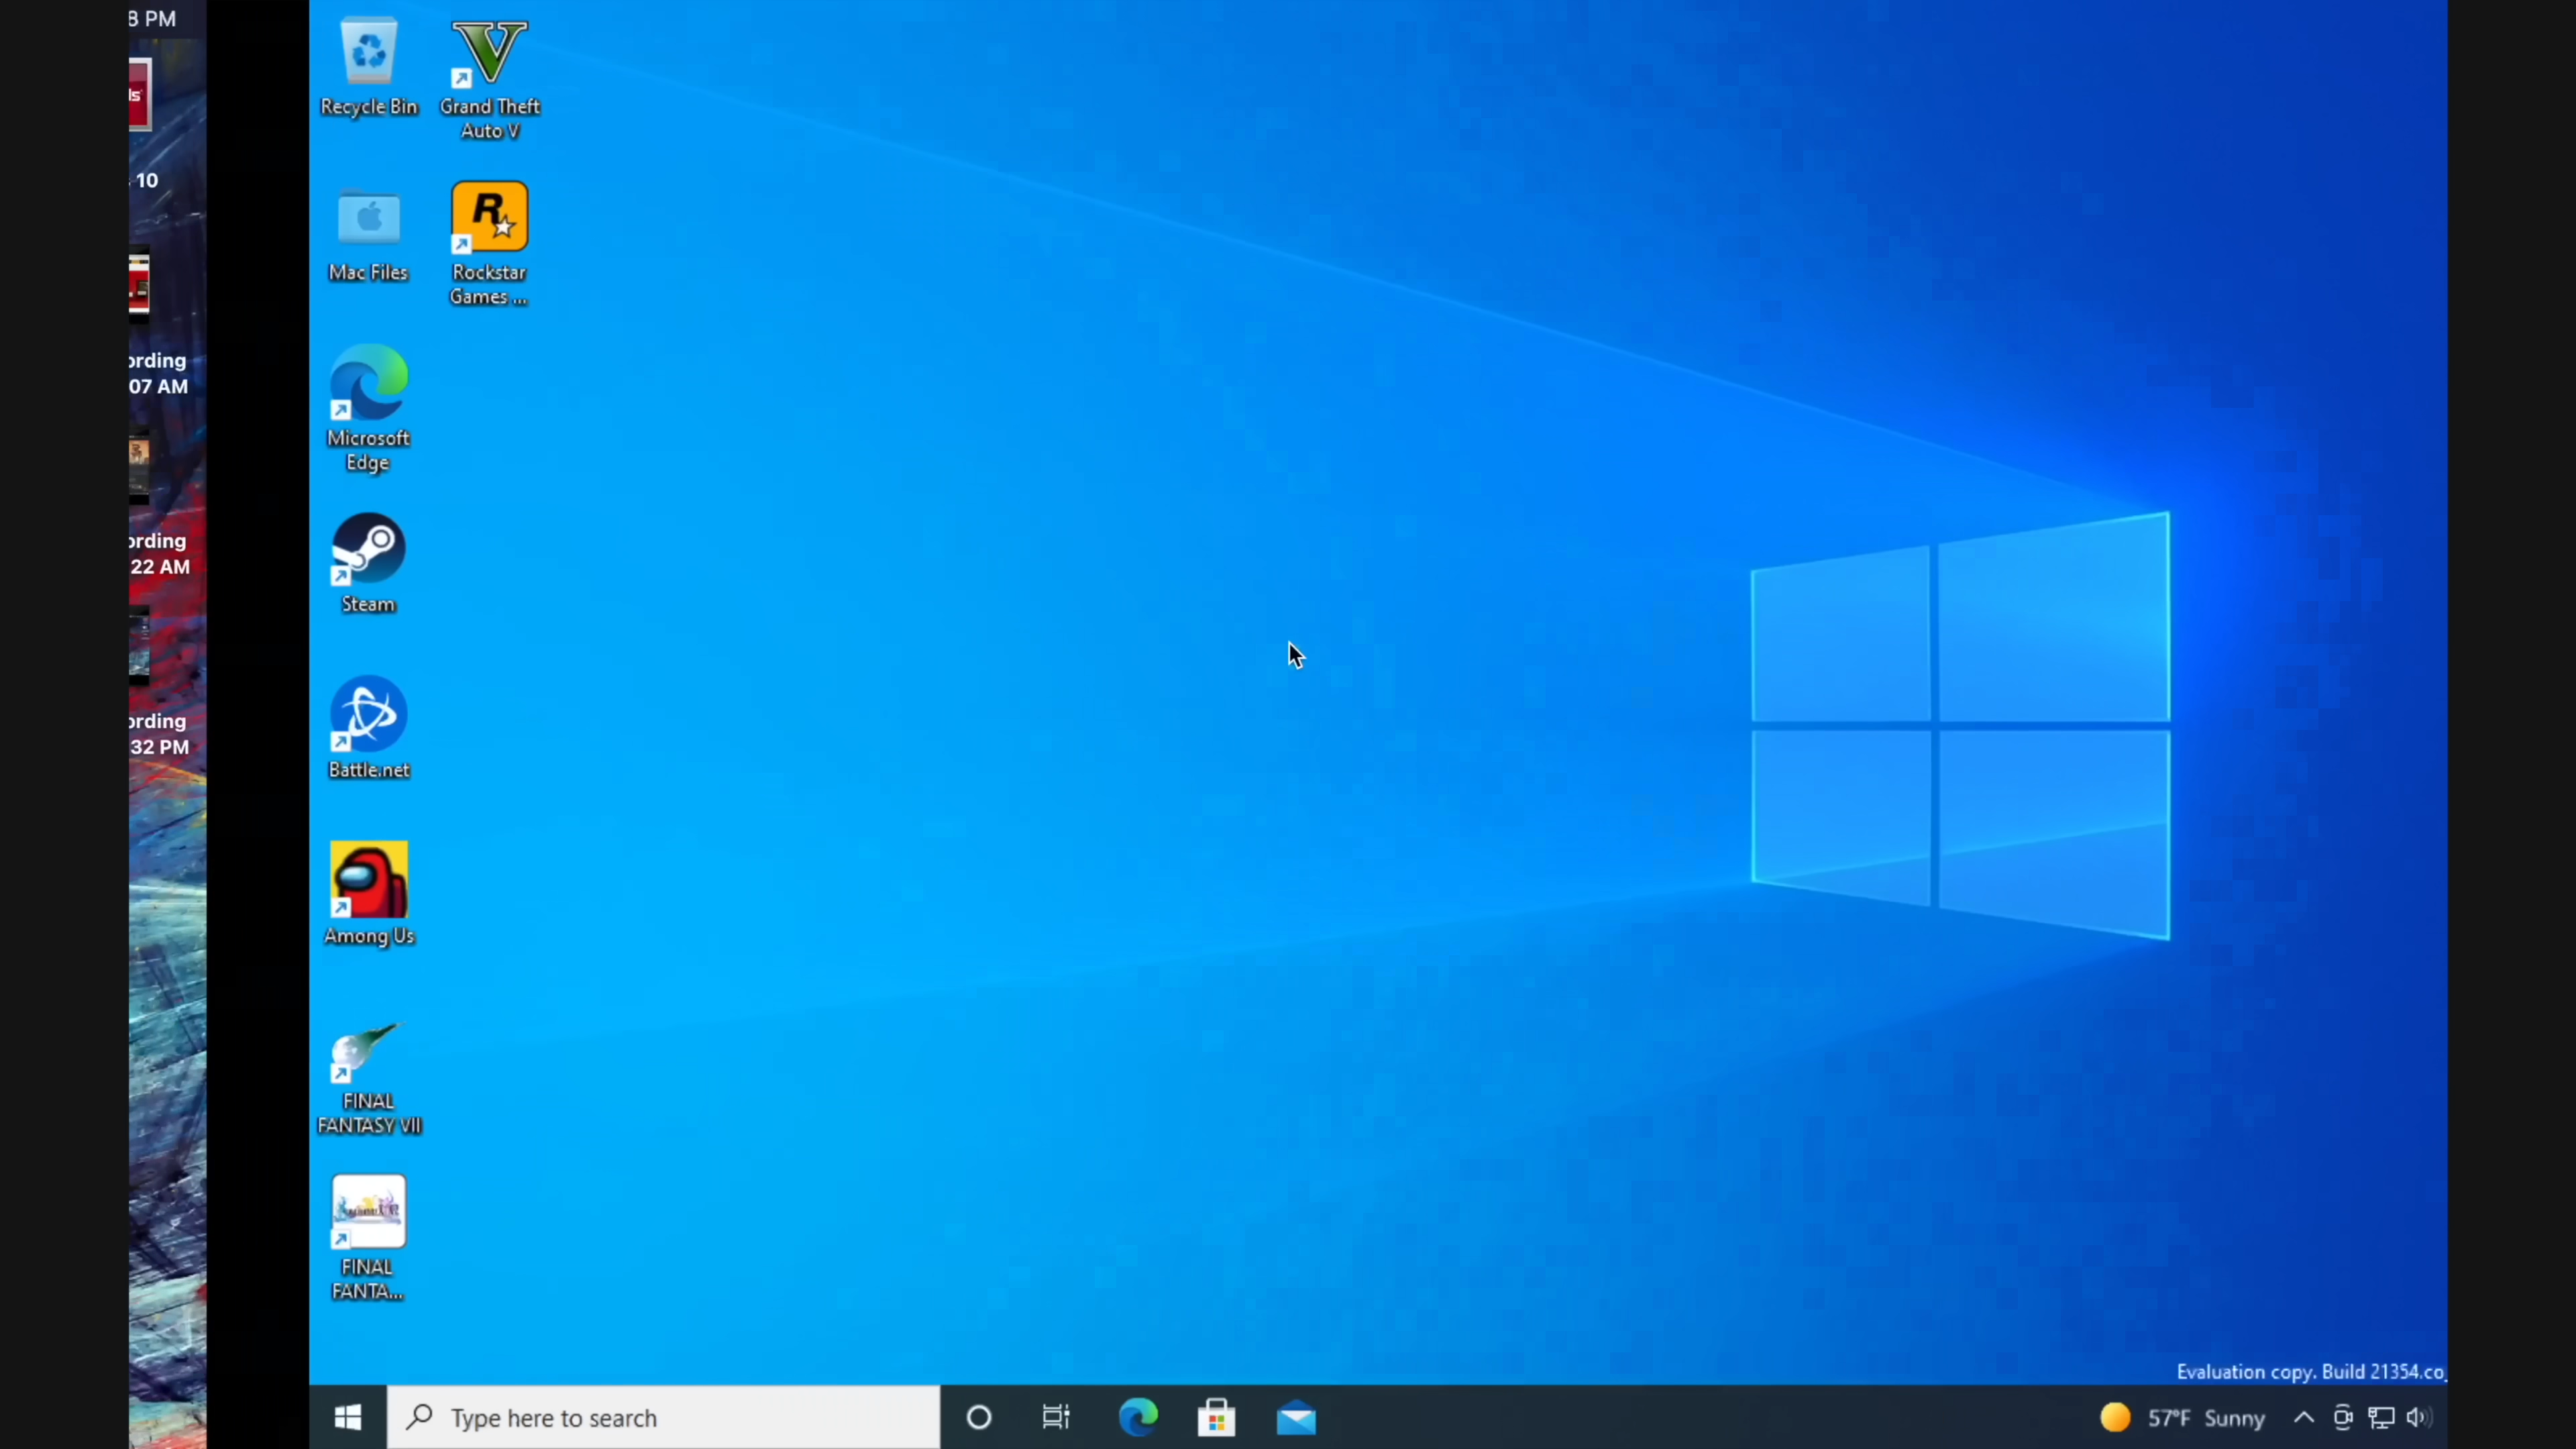 8 PM
ls
10
ording
07 AM
ording
22 AM
ording
32 PM
Recycle Bin
Grand Theft
Auto V
Mac Files
R
Rockstar
Games ...
Microsoft
Edge
Steam
Battle.net
Among Us
FINAL
FANTASY VII
FINAL
FANTA...
Evaluation copy. Build 21354.co
Type here to search
57°F Sunny